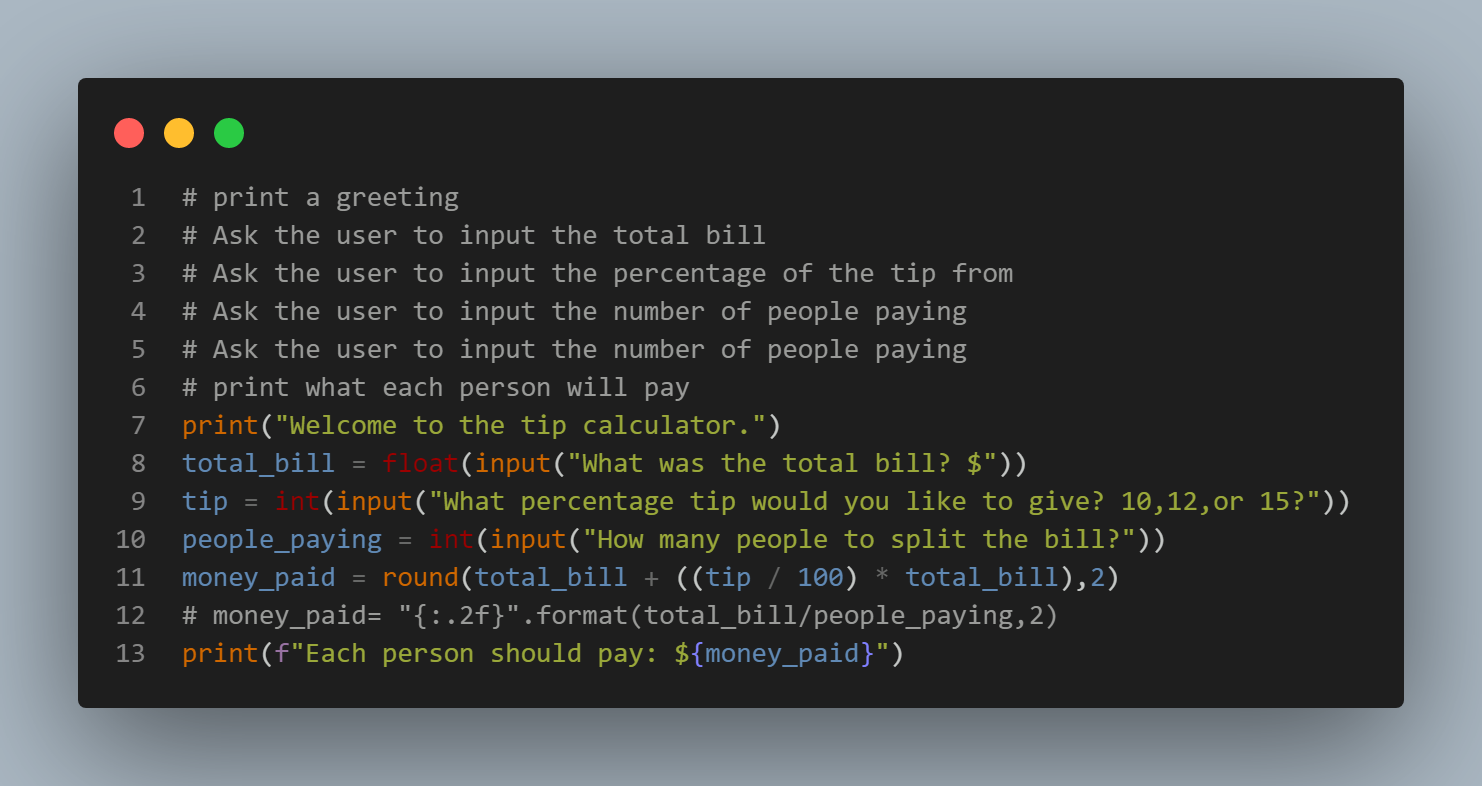 1 # print a greeting
2 # Ask the user to input the total bill
3 # Ask the user to input the percentage of the tip from
4 # Ask the user to input the number of people paying
5 # Ask the user to input the number of people paying
6 # print what each person will pay
7 print("Welcome to the tip calculator.")
8 total_bill = float(input("What was the total bill? $"))
9 tip = int(input("What percentage tip would you like to give? 10,12,or 15?"))
10 people_paying = int(input("How many people to split the bill?"))
11 money_paid = round(total_bill + ((tip / 100) * total_bill),2)
12 # money_paid= "{:.2f}".format(total_bill/people_paying,2)
13 print(f"Each person should pay: ${money_paid}")